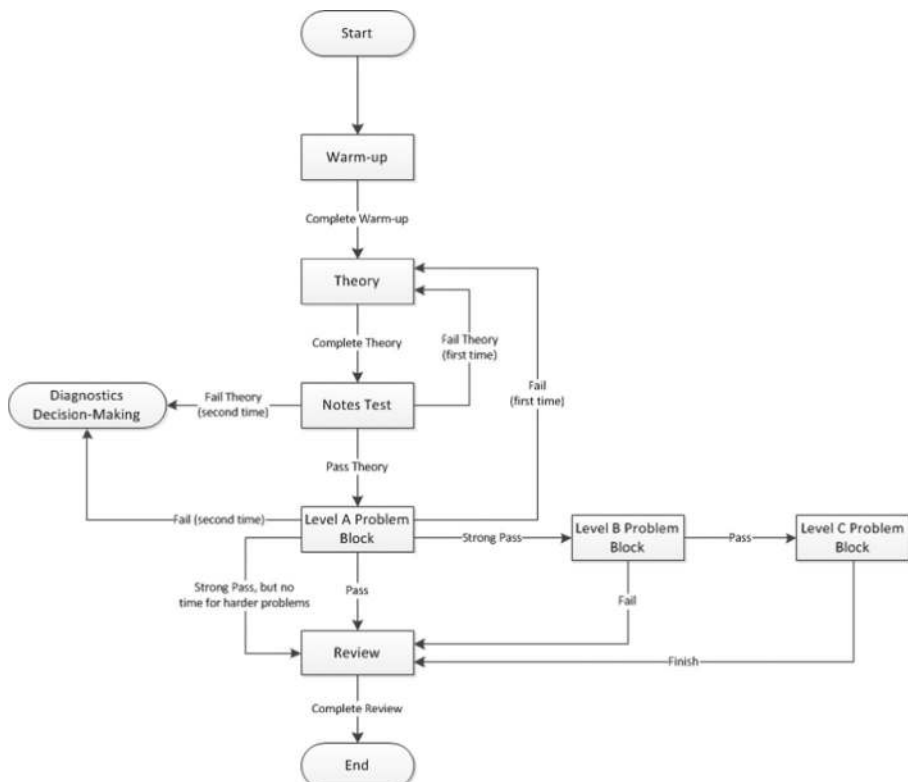 Start
Warm-up
Complete Warm-up
Theory
Complete Theory
Fail Theory
(first time)
Fail
(first time)
Diagnostics
Decision-Making
Fail Theory
(second time)
Notes Test
Pass Theory
Fail (second time)
Level A Problem
Block
Strong Pass
Level B Problem
Block
Pass
Level C Problem
Block
Strong Pass, but no
time for harder problems
Pass
Fail
Review
Finish
Complete Review
End